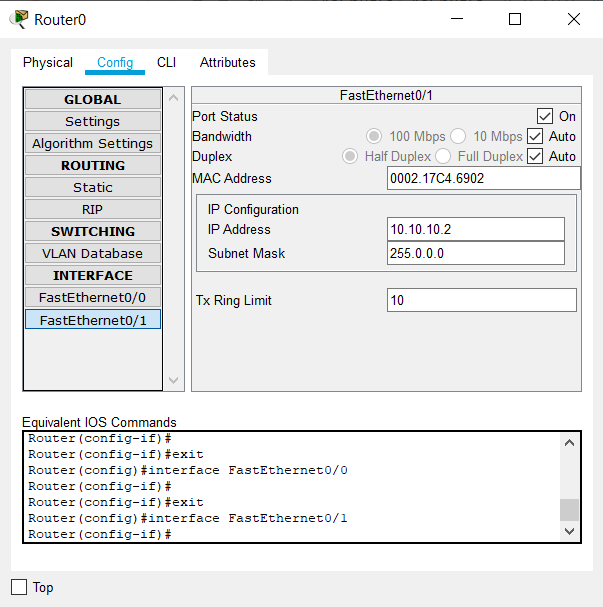 Router0
Physical Config CLI Attributes
GLOBAL
Settings
Algorithm Settings
ROUTING
Static
RIP
SWITCHING
VLAN Database
INTERFACE
FastEthernet0/0
FastEthernet0/1
FastEthernet0/1
Port Status On
Bandwidth 100 Mbps 10 Mbps Auto
Duplex Half Duplex Full Duplex Auto
MAC Address 0002.17C4.6902
IP Configuration
IP Address 10.10.10.2
Subnet Mask 255.0.0.0
Tx Ring Limit 10
Equivalent IOS Commands
Router(config-if)#
Router(config-if)#exit
Router(config)#interface FastEthernet0/0
Router(config-if)#
Router(config-if)#exit
Router(config)#interface FastEthernet0/1
Router(config-if)#
Top